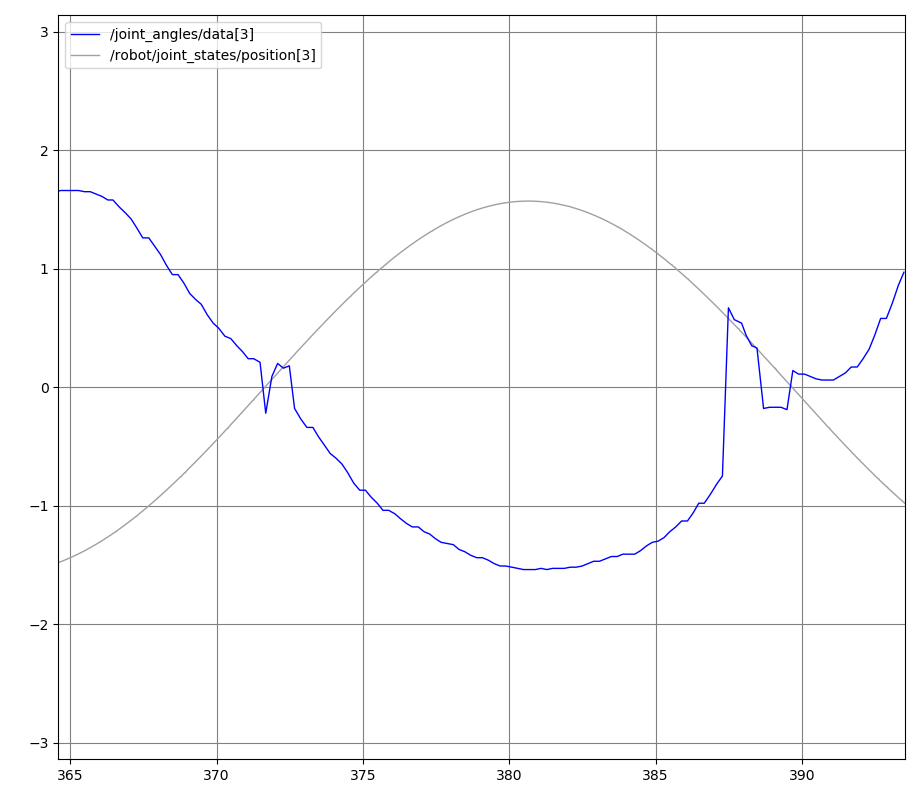 /joint_angles/data[3]
/robot/joint_states/position[3]
3
2
1
0
−1
−2
−3
365 370 375 380 385 390